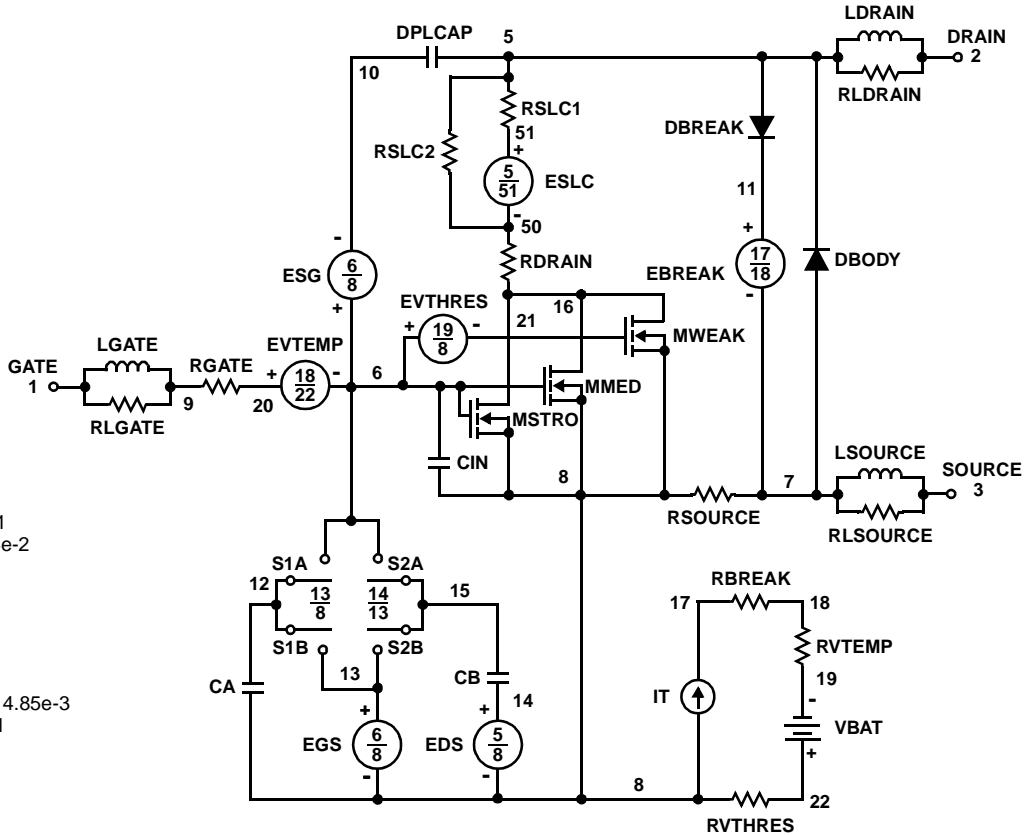 LDRAIN
DPLCAP 5 DRAIN
10 2
RSLC1 RLDRAIN
51 DBREAK
+
RSLC2
5
51
ESLC
11
-
50
- +
17
18
RDRAIN EBREAK DBODY
6
8
ESG
-
+
EVTHRES 16
21
+ 19
8
-
MWEAK
LGATE EVTEMP
GATE RGATE 6
1 + 18
22
-
MMED
9 20
RLGATE MSTRO
CIN
LSOURCE
8 7 SOURCE
3
RSOURCE
RLSOURCE
e-2
S1A S2A
12 13
8
14
13
15
RBREAK
17 18
S1B S2B
RVTEMP
13
CB 19
CA 14 IT -
4.85e-3
VBAT
+ +
EGS 6
8
EDS 5
8
- -
+
8 22
RVTHRES